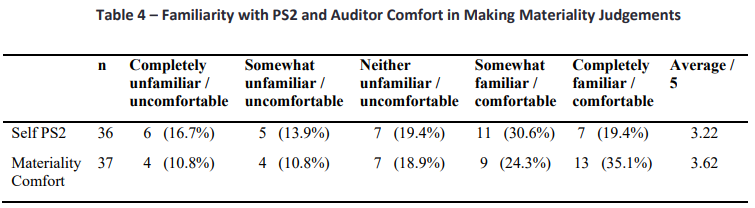 Table 4 – Familiarity with PS2 and Auditor Comfort in Making Materiality Judgements
n Completely unfamiliar / uncomfortable Somewhat unfamiliar / uncomfortable Neither unfamiliar / uncomfortable Somewhat familiar / comfortable Completely familiar / comfortable Average / 5
Self PS2 36 6 (16.7%) 5 (13.9%) 7 (19.4%) 11 (30.6%) 7 (19.4%) 3.22
Materiality Comfort 37 4 (10.8%) 4 (10.8%) 7 (18.9%) 9 (24.3%) 13 (35.1%) 3.62